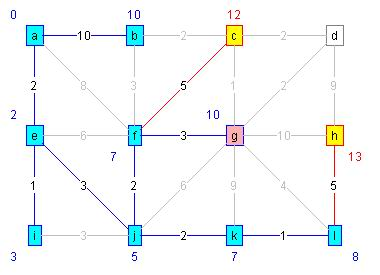 0 10 12
a 10 b 2 c 2 d
2 8 3 5 1 2 9
2 10
e 6 f 3 g 10 h
7 13
1 3 2 6 9 4 5
i 3 j 2 k 1 l
3 5 7 8